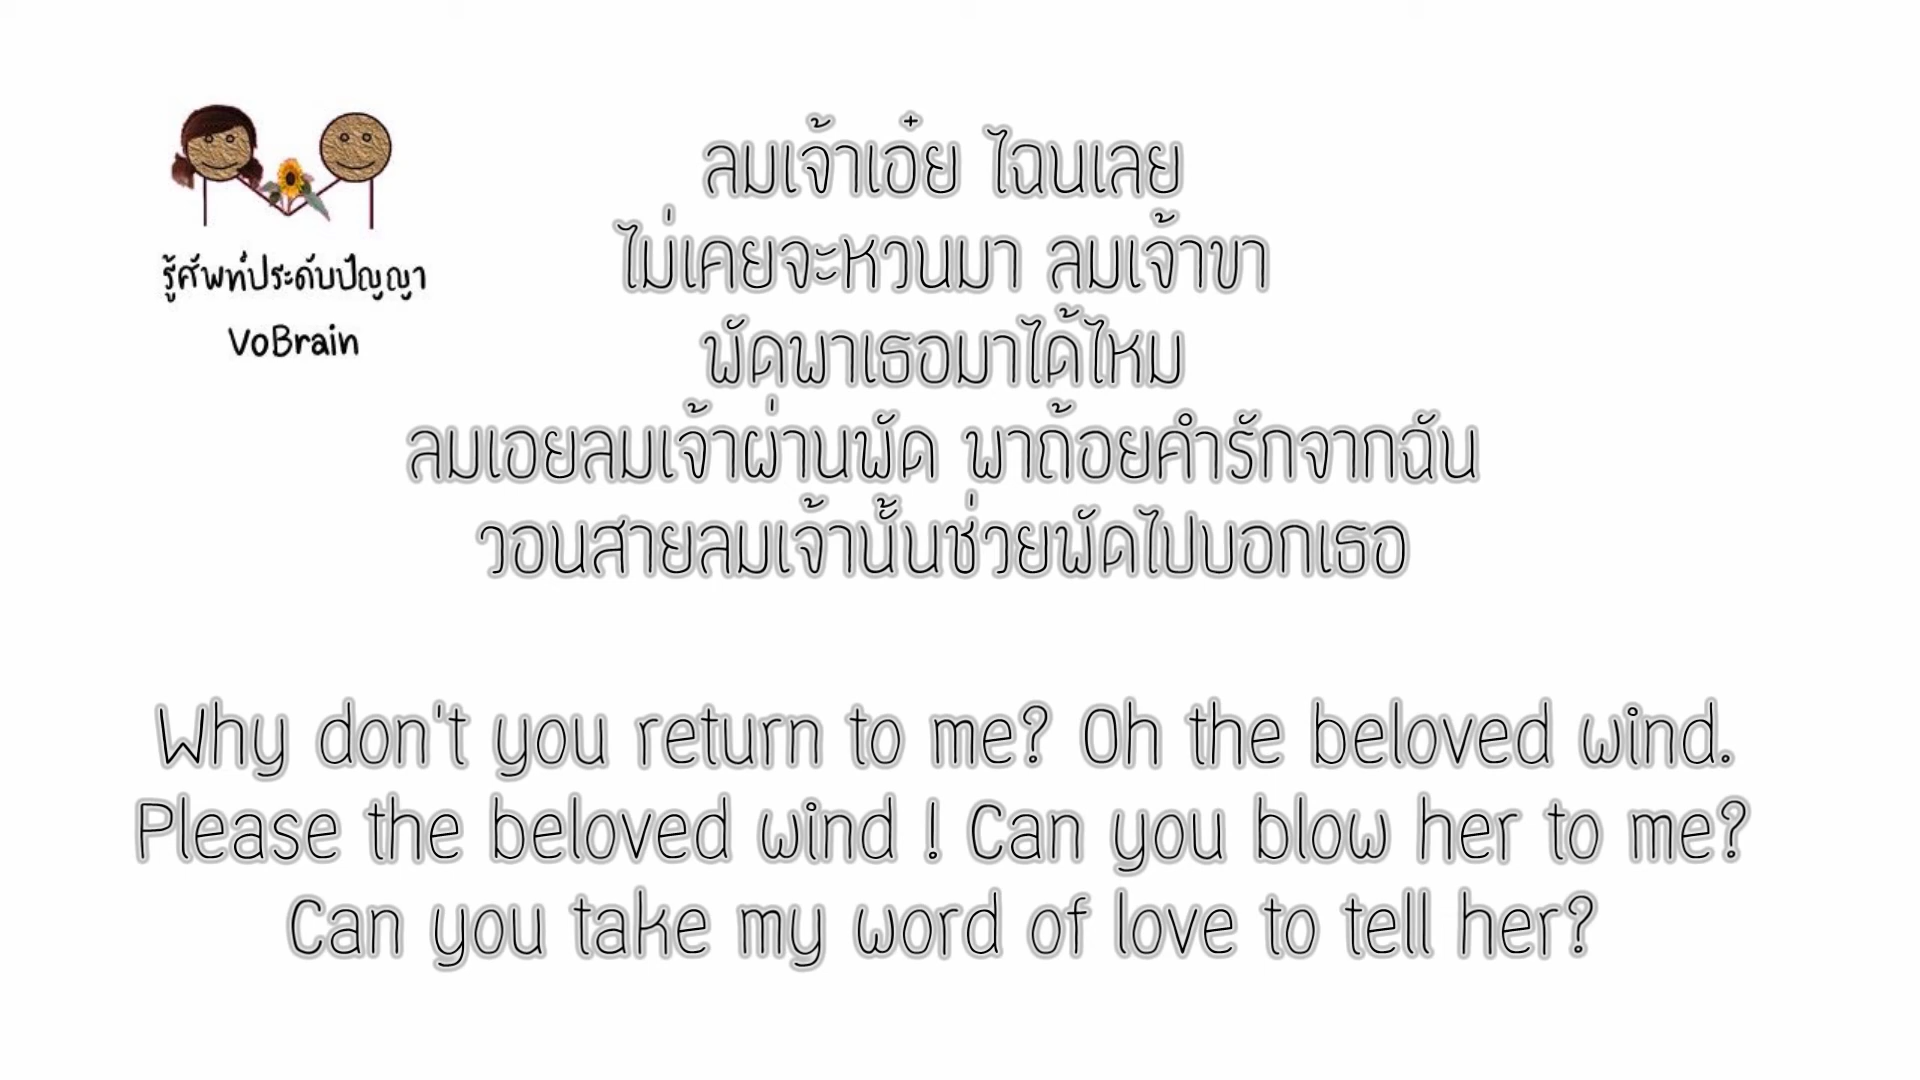 รู้ศัพท์ประดับปัญญา
VoBrain
ลมเจ้าเอ๋ย ไฉนเลย
ไม่เคยจะหวนมา ลมเจ้าขา
พัดพาเธอมาได้ไหม
ลมเอยลมเจ้าผ่านพัด พาถ้อยคำรักจากฉัน
วอนสายลมเจ้านั้นช่วยพัดไปบอกเธอ
Why don't you return to me? Oh the beloved wind.
Please the beloved wind ! Can you blow her to me?
Can you take my word of love to tell her?